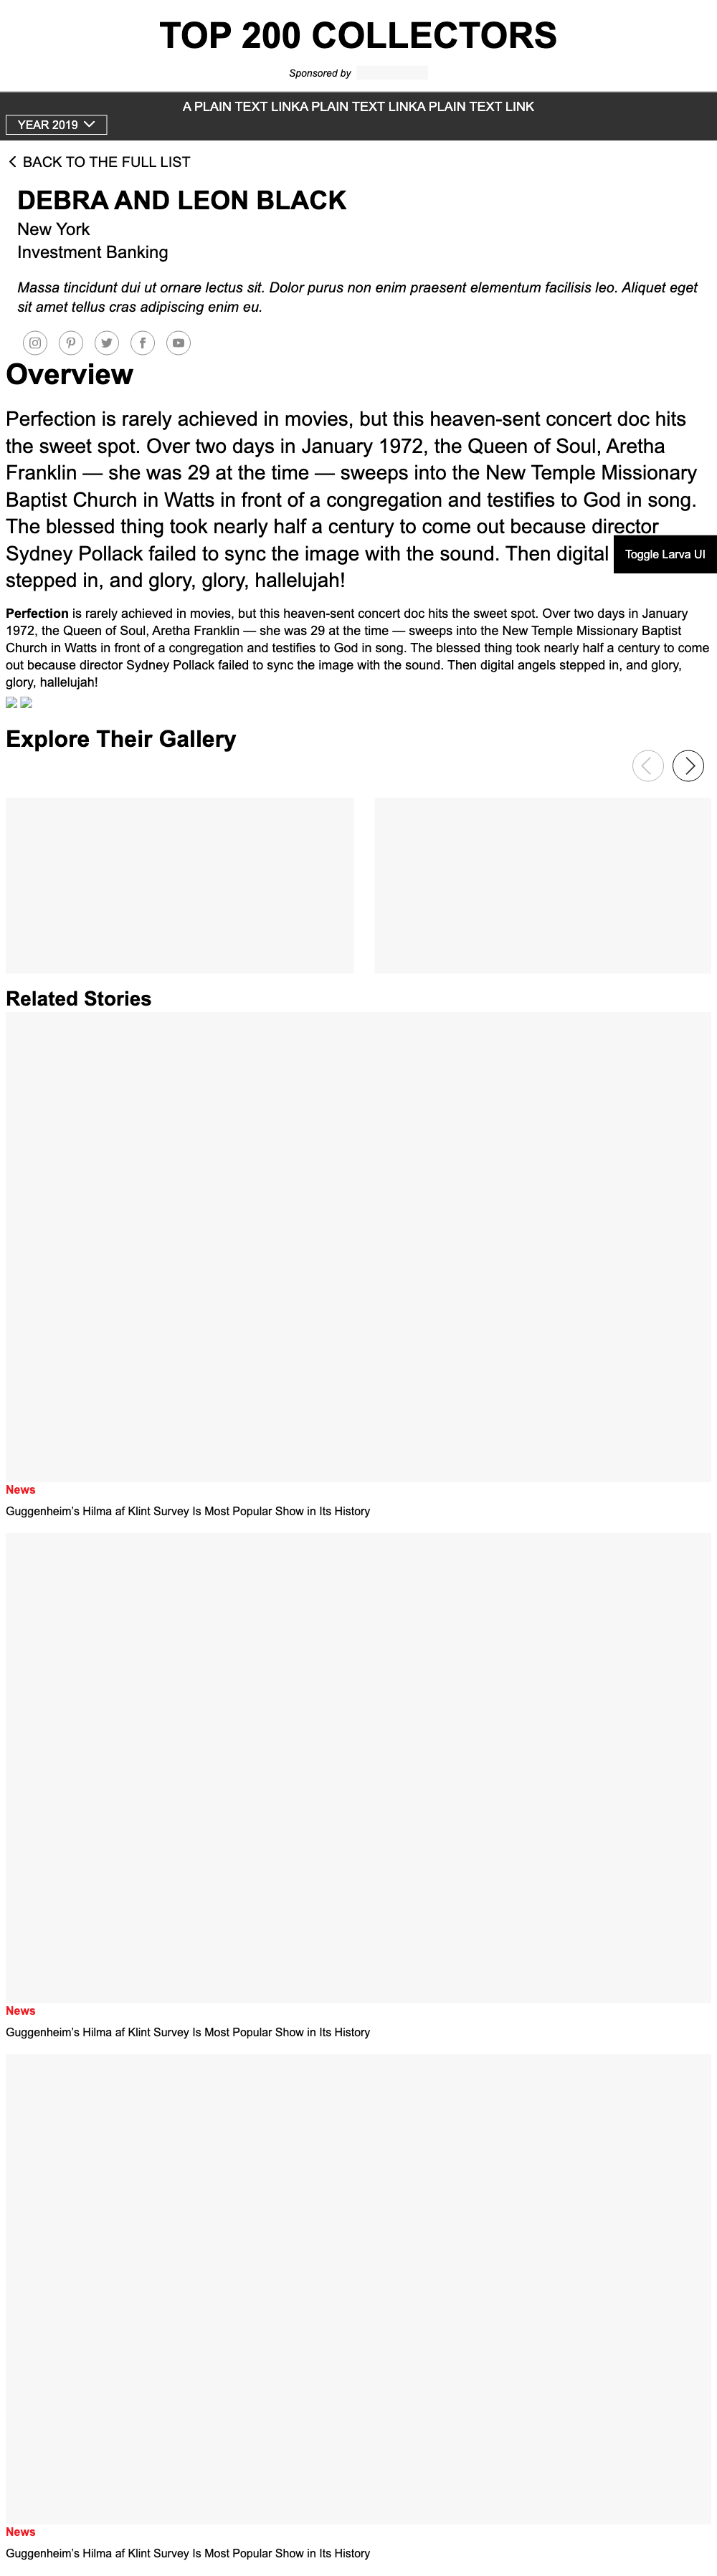 TOP 200 COLLECTORS
Sponsored by
A PLAIN TEXT LINKA PLAIN TEXT LINKA PLAIN TEXT LINK
YEAR 2019
BACK TO THE FULL LIST
DEBRA AND LEON BLACK
New York
Investment Banking
Massa tincidunt dui ut ornare lectus sit. Dolor purus non enim praesent elementum facilisis leo. Aliquet eget
sit amet tellus cras adipiscing enim eu.
Overview
Perfection is rarely achieved in movies, but this heaven-sent concert doc hits
the sweet spot. Over two days in January 1972, the Queen of Soul, Aretha
Franklin — she was 29 at the time — sweeps into the New Temple Missionary
Baptist Church in Watts in front of a congregation and testifies to God in song.
The blessed thing took nearly half a century to come out because director
Sydney Pollack failed to sync the image with the sound. Then digital
Toggle Larva UI
stepped in, and glory, glory, hallelujah!
Perfection is rarely achieved in movies, but this heaven-sent concert doc hits the sweet spot. Over two days in January
1972, the Queen of Soul, Aretha Franklin — she was 29 at the time — sweeps into the New Temple Missionary Baptist
Church in Watts in front of a congregation and testifies to God in song. The blessed thing took nearly half a century to come
out because director Sydney Pollack failed to sync the image with the sound. Then digital angels stepped in, and glory,
glory, hallelujah!
Explore Their Gallery
Related Stories
News
Guggenheim's Hilma af Klint Survey Is Most Popular Show in Its History
News
Guggenheim's Hilma af Klint Survey Is Most Popular Show in Its History
News
Guggenheim's Hilma af Klint Survey Is Most Popular Show in Its History